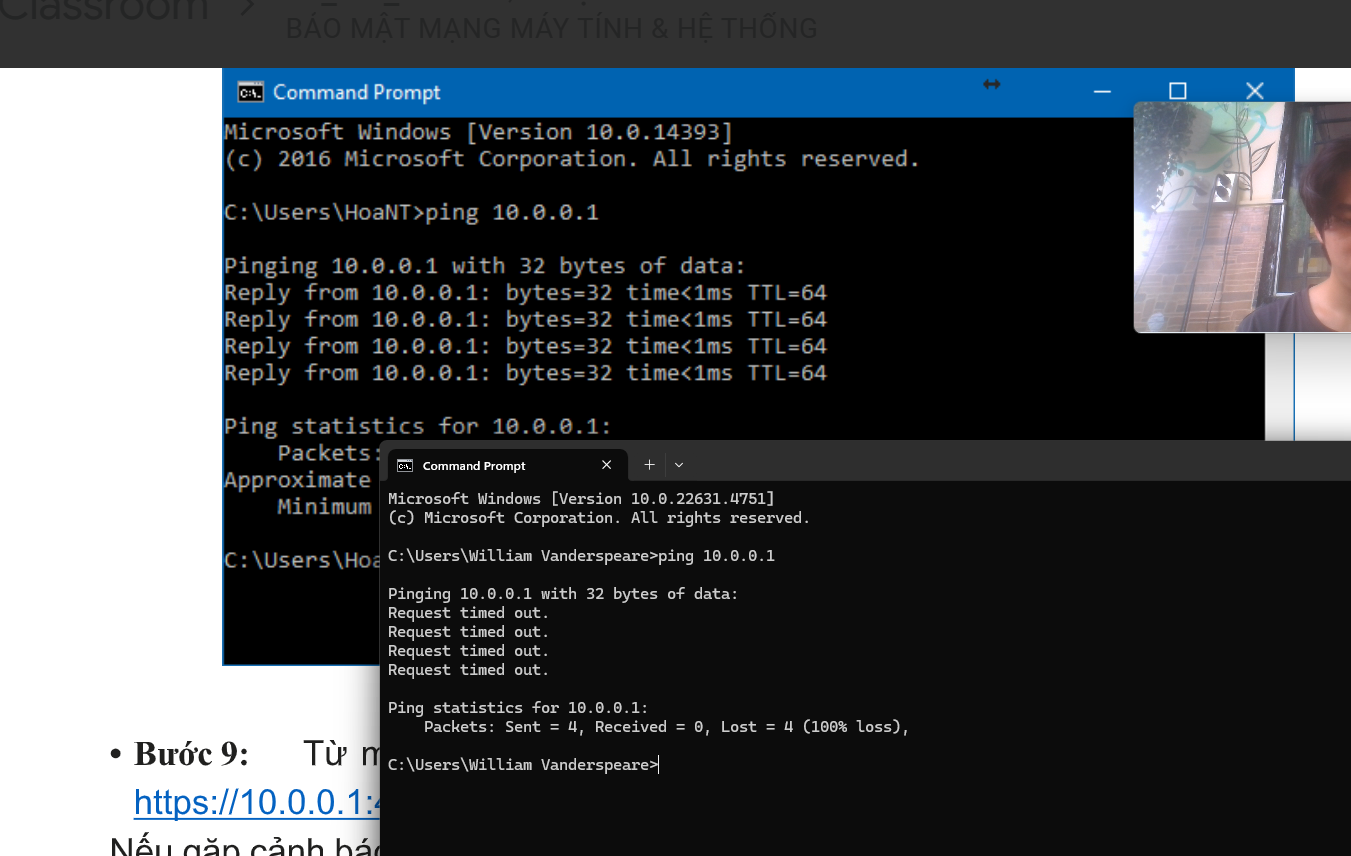 Classroom >
BÁO MẬT MẠNG MÁY TÍNH & HỆ THỐNG
Command Prompt
Microsoft Windows [Version 10.0.14393]
(c) 2016 Microsoft Corporation. All rights reserved.
C:\Users\HoaNT>ping 10.0.0.1
Pinging 10.0.0.1 with 32 bytes of data:
Reply from 10.0.0.1: bytes=32 time<1ms TTL=64
Reply from 10.0.0.1: bytes=32 time<1ms TTL=64
Reply from 10.0.0.1: bytes=32 time<1ms TTL=64
Reply from 10.0.0.1: bytes=32 time<1ms TTL=64
Ping statistics for 10.0.0.1:
Packets:
Approximate
Minimum
C:\Users\Hoa
Command Prompt
Microsoft Windows [Version 10.0.22631.4751]
(c) Microsoft Corporation. All rights reserved.
C:\Users\William Vanderspeare>ping 10.0.0.1
Pinging 10.0.0.1 with 32 bytes of data:
Request timed out.
Request timed out.
Request timed out.
Request timed out.
Ping statistics for 10.0.0.1:
Packets: Sent = 4, Received = 0, Lost = 4 (100% loss),
C:\Users\William Vanderspeare>
• Bước 9: Từ m
https://10.0.0.1:4
Nếu gặp cảnh báo